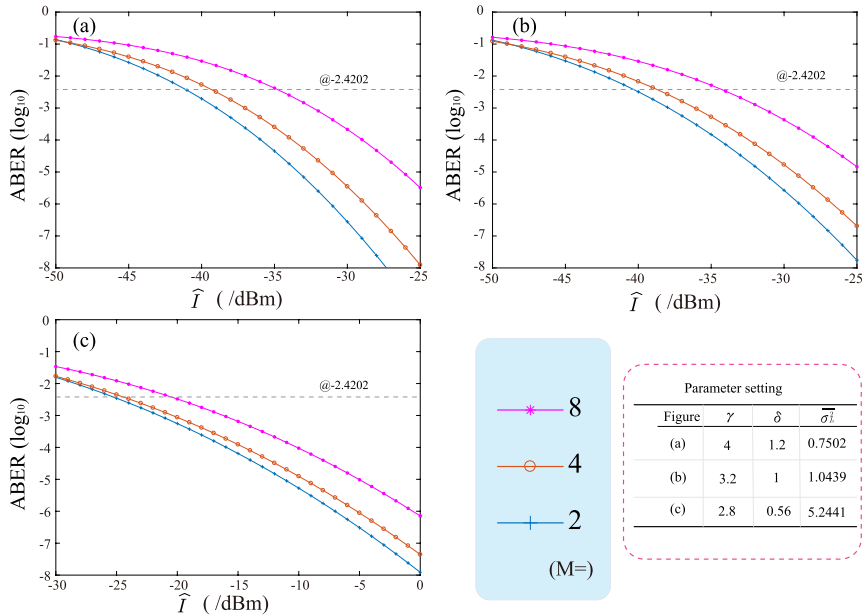 (a)
0
-1
-2
-3
-4
-5
-6
-7
-8
ABER (log₁₀)
@-2.4202
-50 -45 -40 -35 -30 -25
Î ( /dBm)
(b)
0
-1
-2
-3
-4
-5
-6
-7
-8
ABER (log₁₀)
@-2.4202
-50 -45 -40 -35 -30 -25
Î ( /dBm)
(c)
0
-1
-2
-3
-4
-5
-6
-7
-8
ABER (log₁₀)
@-2.4202
-30 -25 -20 -15 -10 -5 0
Î ( /dBm)
8
4
2
(M=)
Parameter setting
Figure γ δ σi̅
(a) 4 1.2 0.7502
(b) 3.2 1 1.0439
(c) 2.8 0.56 5.2441